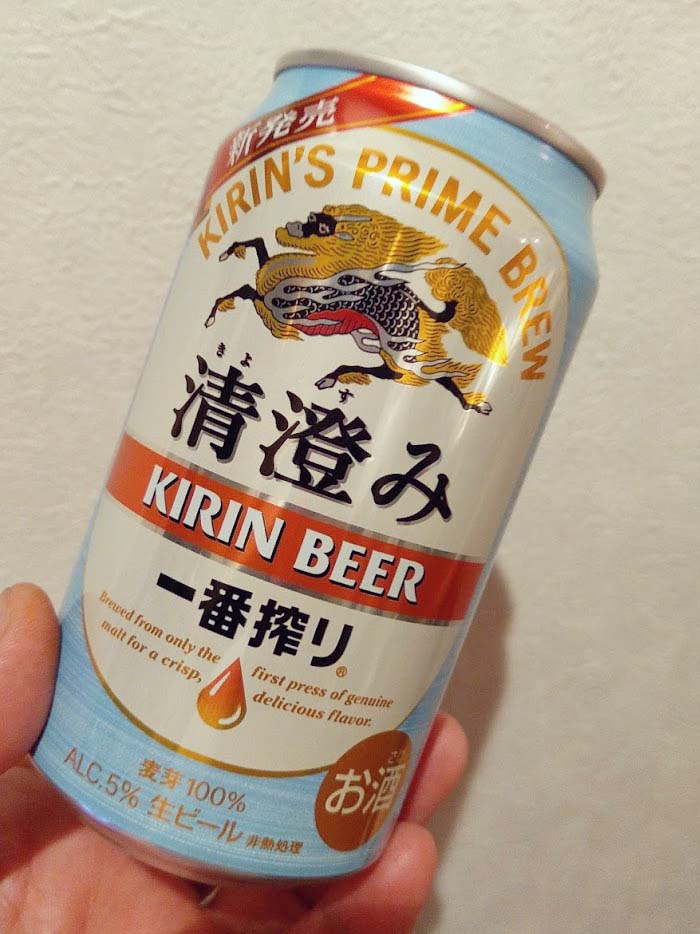 新発売
KIRIN'S PRIME BREW
きよ す
清澄み
KIRIN BEER
一番搾り®
Brewed from only the first press of genuine
malt for a crisp, delicious flavor.
麦芽100%
ALC.5% 生ビール 非熱処理
お酒